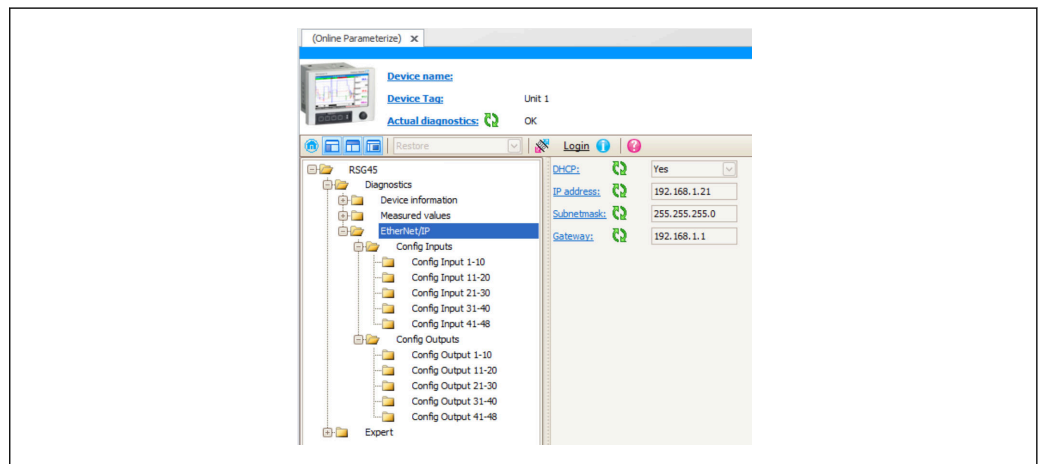 (Online Parameterize) X
Device name:
Device Tag: Unit 1
Actual diagnostics: OK
Restore Login
RSG45
Diagnostics
Device information
Measured values
EtherNet/IP
Config Inputs
Config Input 1-10
Config Input 11-20
Config Input 21-30
Config Input 31-40
Config Input 41-48
Config Outputs
Config Output 1-10
Config Output 11-20
Config Output 21-30
Config Output 31-40
Config Output 41-48
Expert
DHCP: Yes
IP address: 192.168.1.21
Subnetmask: 255.255.255.0
Gateway: 192.168.1.1